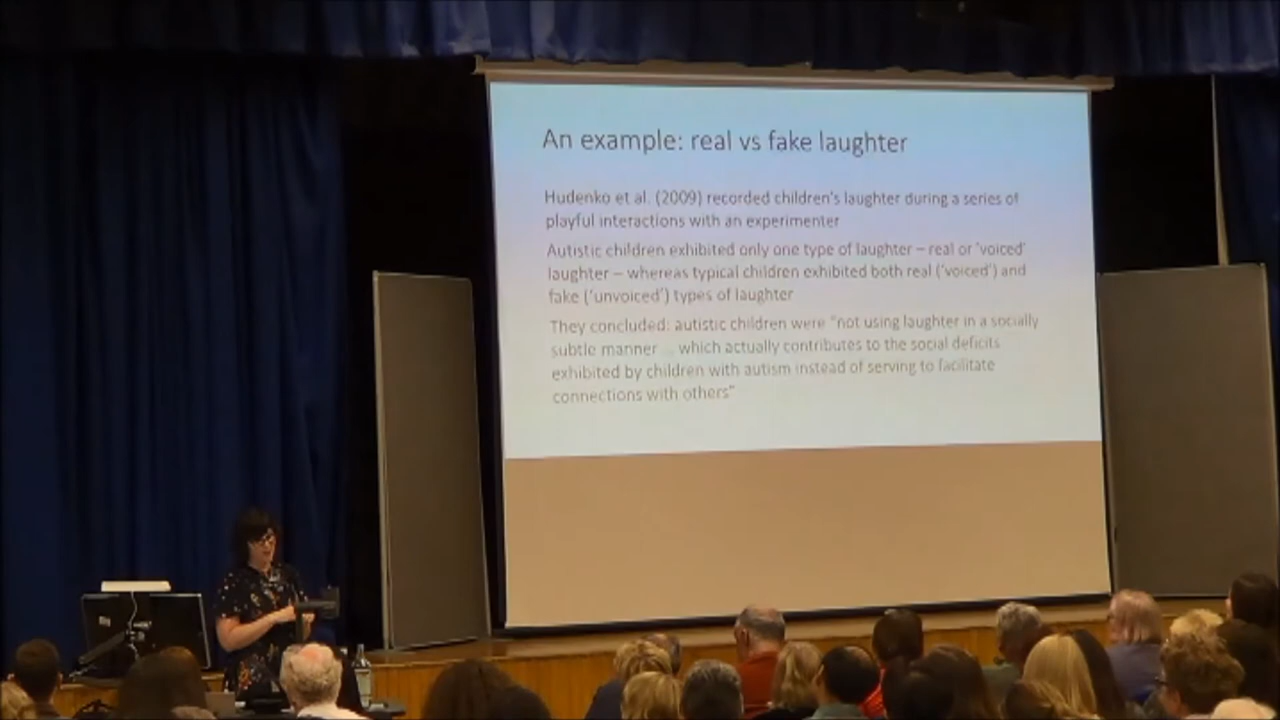 An example: real vs fake laughter
Hudenko et al. (2009) recorded children's laughter during a series of
playful interactions with an experimenter
Autistic children exhibited only one type of laughter – real or 'voiced'
laughter – whereas typical children exhibited both real ('voiced') and
fake ('unvoiced') types of laughter
They concluded: autistic children were "not using laughter in a socially
subtle manner ... which actually contributes to the social deficits
exhibited by children with autism instead of serving to facilitate
connections with others"